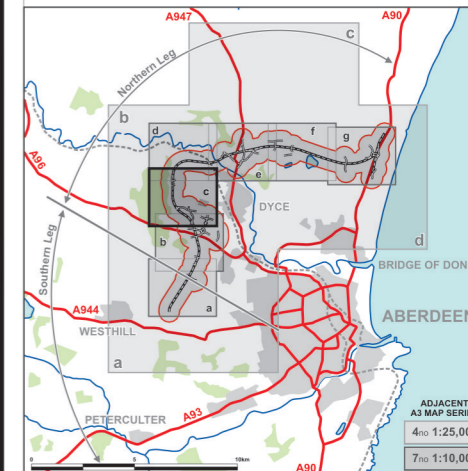 A947
A90
Northern Leg
c
b
d
f
g
A96
e
c
DYCE
Southern Leg
b
d
BRIDGE OF DON
A944
a
ABERDEEN
WESTHILL
a
ADJACENT
A3 MAP SERI
PETERCULTER
A93
4no 1:25,00
0
5
10km
7no 1:10,00
A90